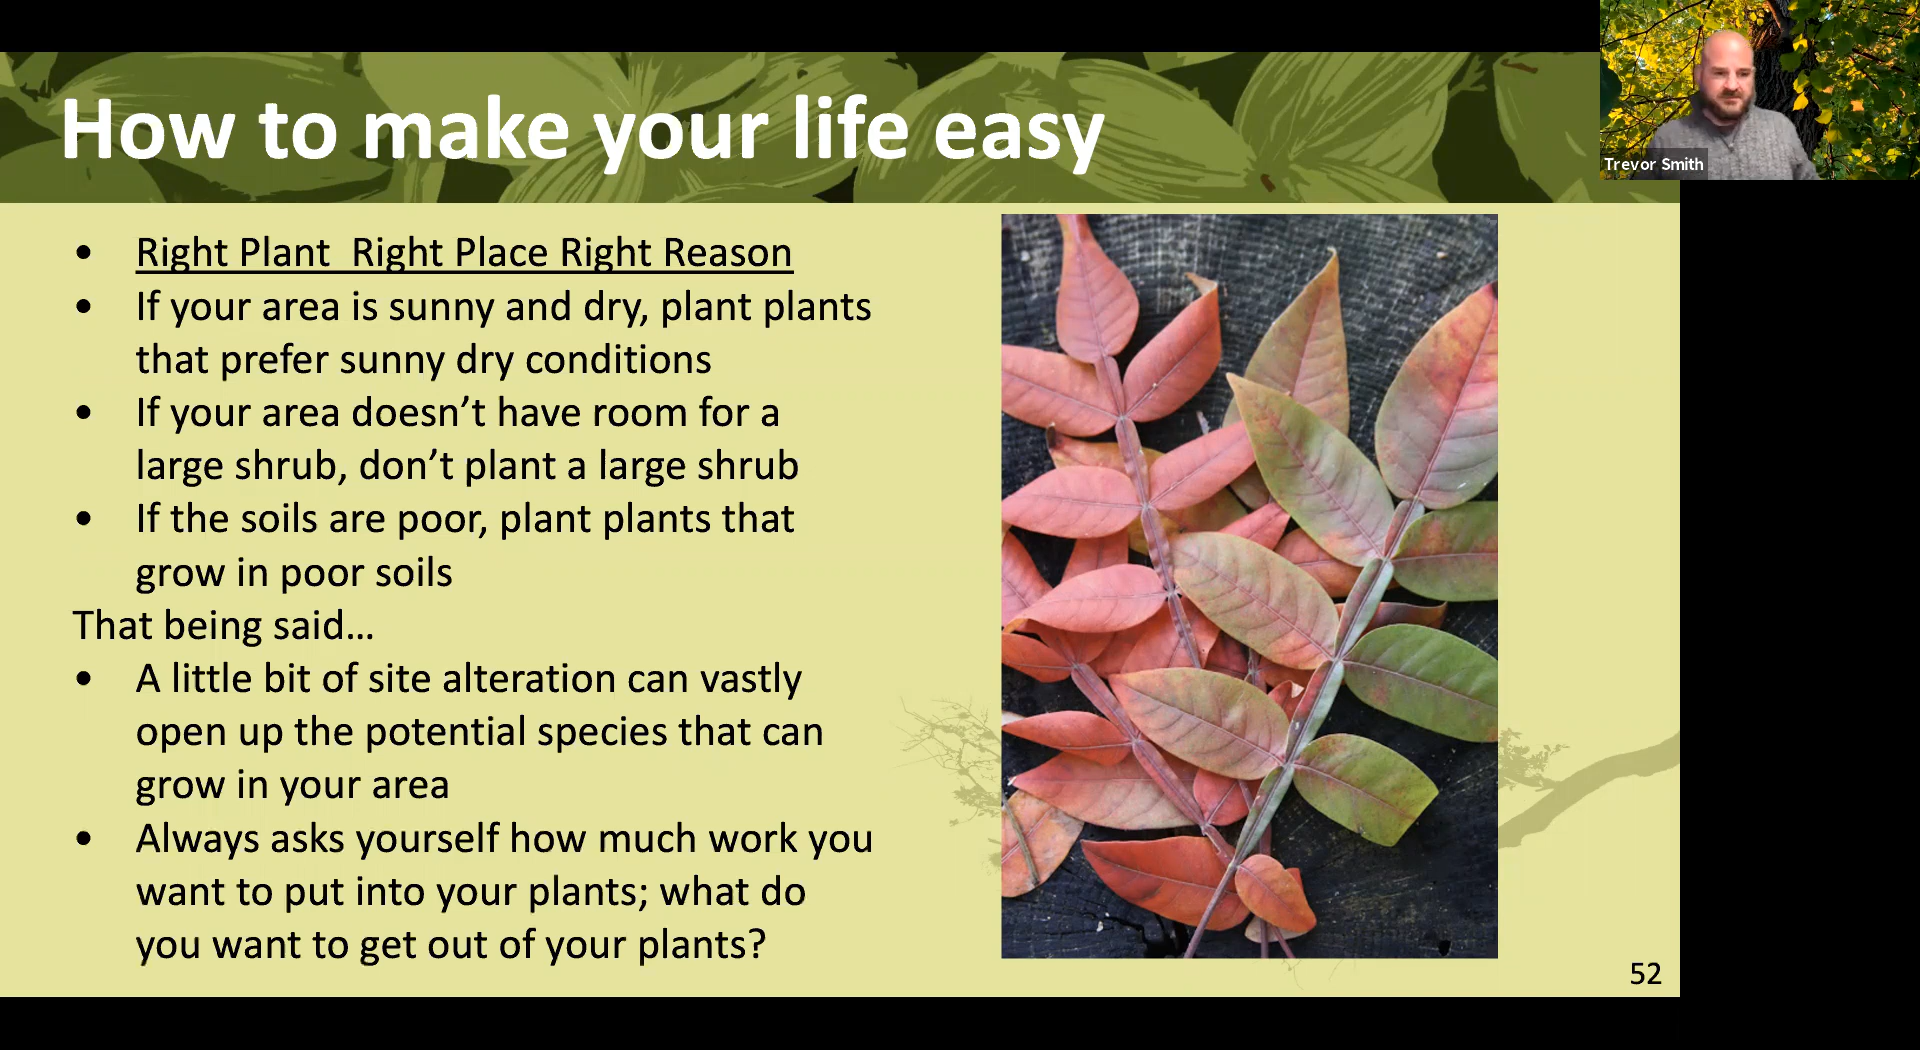 How to make your life easy
Trevor Smith
• Right Plant  Right Place Right Reason
• If your area is sunny and dry, plant plants
that prefer sunny dry conditions
• If your area doesn’t have room for a
large shrub, don’t plant a large shrub
• If the soils are poor, plant plants that
grow in poor soils
That being said…
• A little bit of site alteration can vastly
open up the potential species that can
grow in your area
• Always asks yourself how much work you
want to put into your plants; what do
you want to get out of your plants?
52